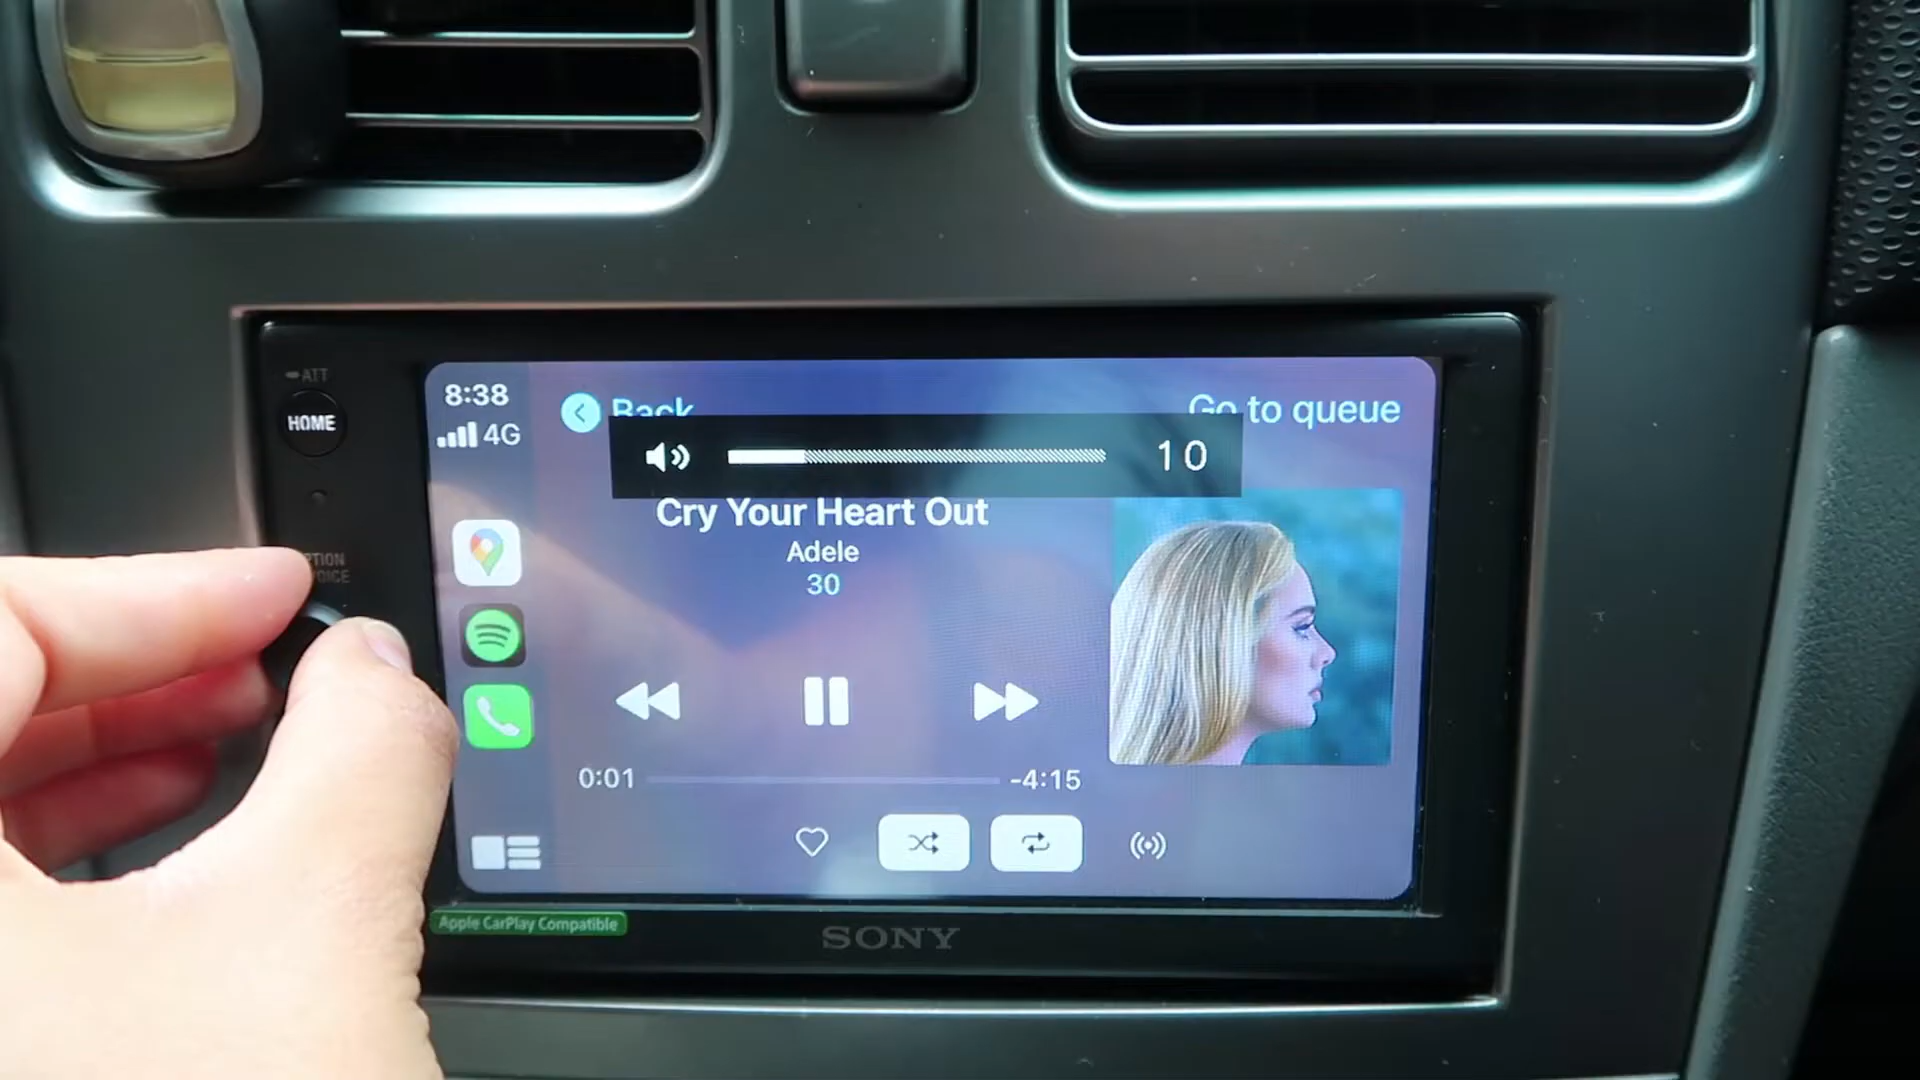 ATT
HOME
8:38
4G
Back
Go to queue
10
Cry Your Heart Out
Adele
30
0:01
-4:15
Apple CarPlay Compatible
SONY